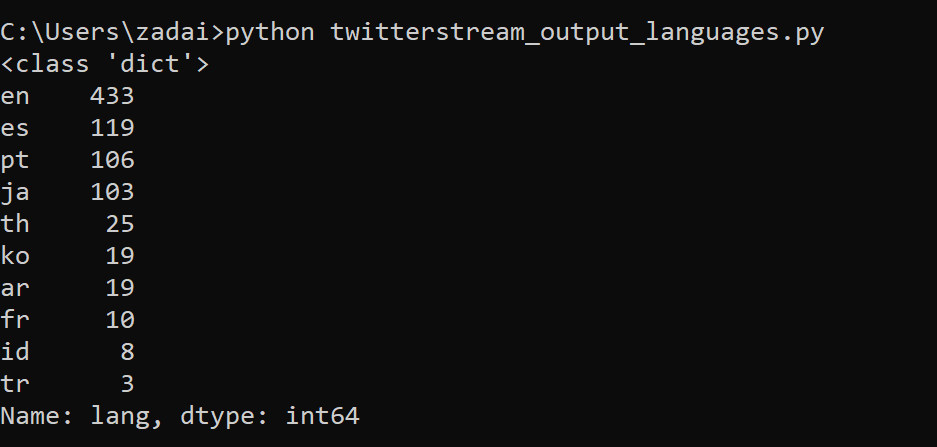 C:\Users\zadai>python twitterstream_output_languages.py
<class 'dict'>
en    433
es    119
pt    106
ja    103
th     25
ko     19
ar     19
fr     10
id      8
tr      3
Name: lang, dtype: int64